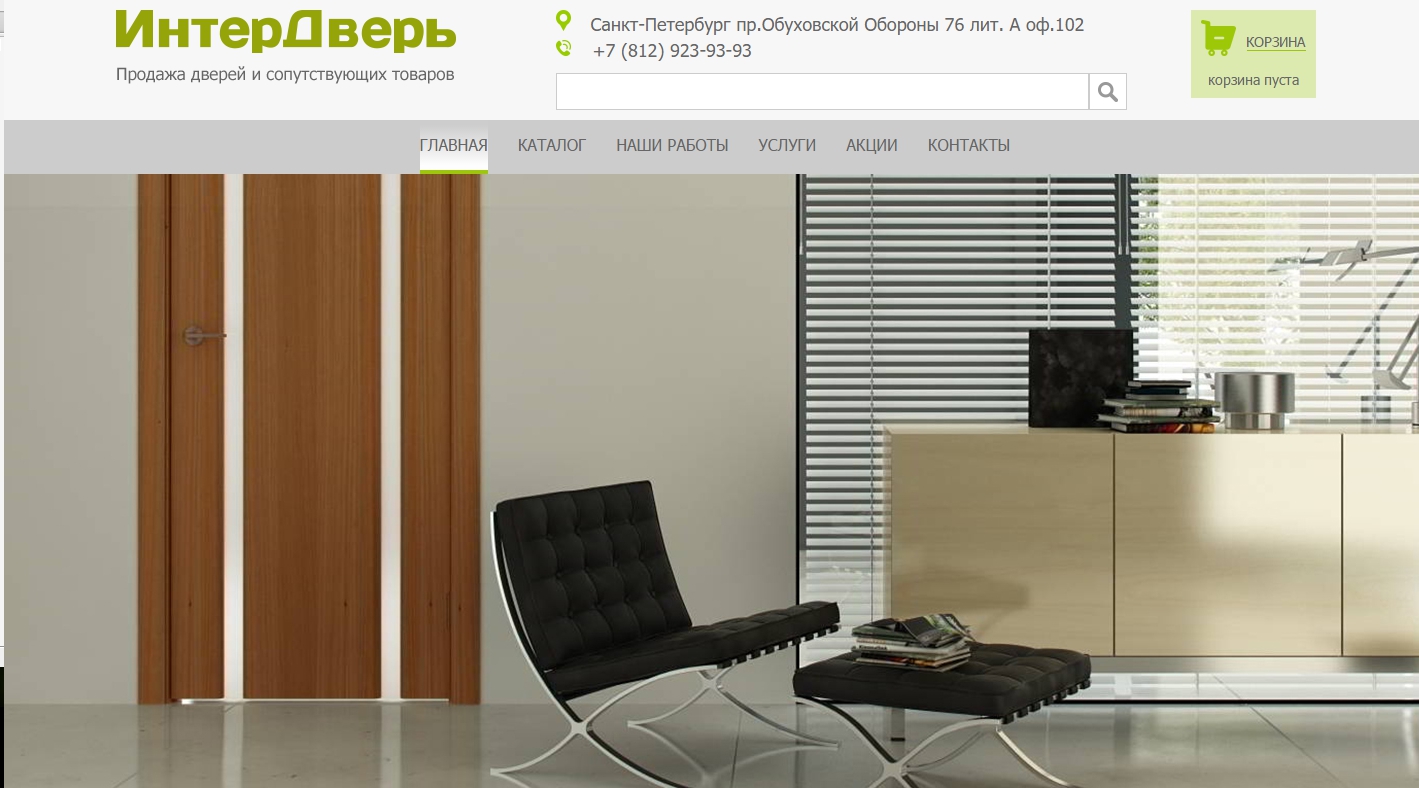 ИнтерДверь
Продажа дверей и сопутствующих товаров
Санкт-Петербург пр.Обуховской Обороны 76 лит. А оф.102
+7 (812) 923-93-93
КОРЗИНА
корзина пуста
ГЛАВНАЯ КАТАЛОГ НАШИ РАБОТЫ УСЛУГИ АКЦИИ КОНТАКТЫ